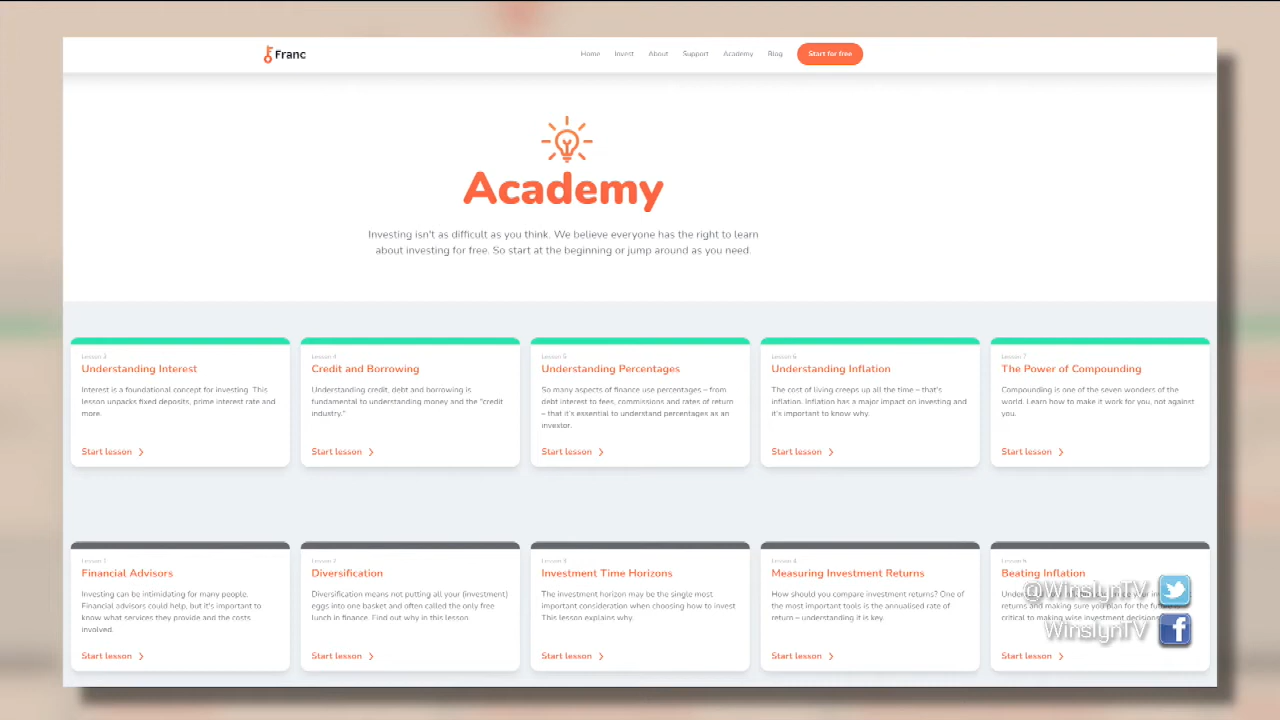 Franc
Home Invest About Support Academy Blog Start for free
Academy
Investing isn't as difficult as you think. We believe everyone has the right to learn
about investing for free. So start at the beginning or jump around as you need.
Lesson 3
Understanding Interest
Interest is a foundational concept for investing. This
lesson unpacks fixed deposits, prime interest rate and
more.
Start lesson
Lesson 4
Credit and Borrowing
Understanding credit, debt and borrowing is
fundamental to understanding money and the "credit
industry."
Start lesson
Lesson 5
Understanding Percentages
So many aspects of finance use percentages – from
debt interest to fees, commissions and rates of return
– that it's essential to understand percentages as an
investor.
Start lesson
Lesson 6
Understanding Inflation
The cost of living creeps up all the time – that's
inflation. Inflation has a major impact on investing and
it's important to know why.
Start lesson
Lesson 7
The Power of Compounding
Compounding is one of the seven wonders of the
world. Learn how to make it work for you, not against
you.
Start lesson
Lesson 1
Financial Advisors
Investing can be intimidating for many people.
Financial advisors could help, but it's important to
know what services they provide and the costs
involved.
Start lesson
Lesson 2
Diversification
Diversification means not putting all your (investment)
eggs into one basket and often called the only free
lunch in finance. Find out why in this lesson.
Start lesson
Lesson 3
Investment Time Horizons
The investment horizon may be the single most
important consideration when choosing how to invest.
This lesson explains why.
Start lesson
Lesson 4
Measuring Investment Returns
How should you compare investment returns? One of
the most important tools is the annualised rate of
return – understanding it is key.
Start lesson
Lesson 5
Beating Inflation
returns and making sure you plan for the future
critical to making wise investment decisions
Start lesson
@WinslynTV
WinslynTV